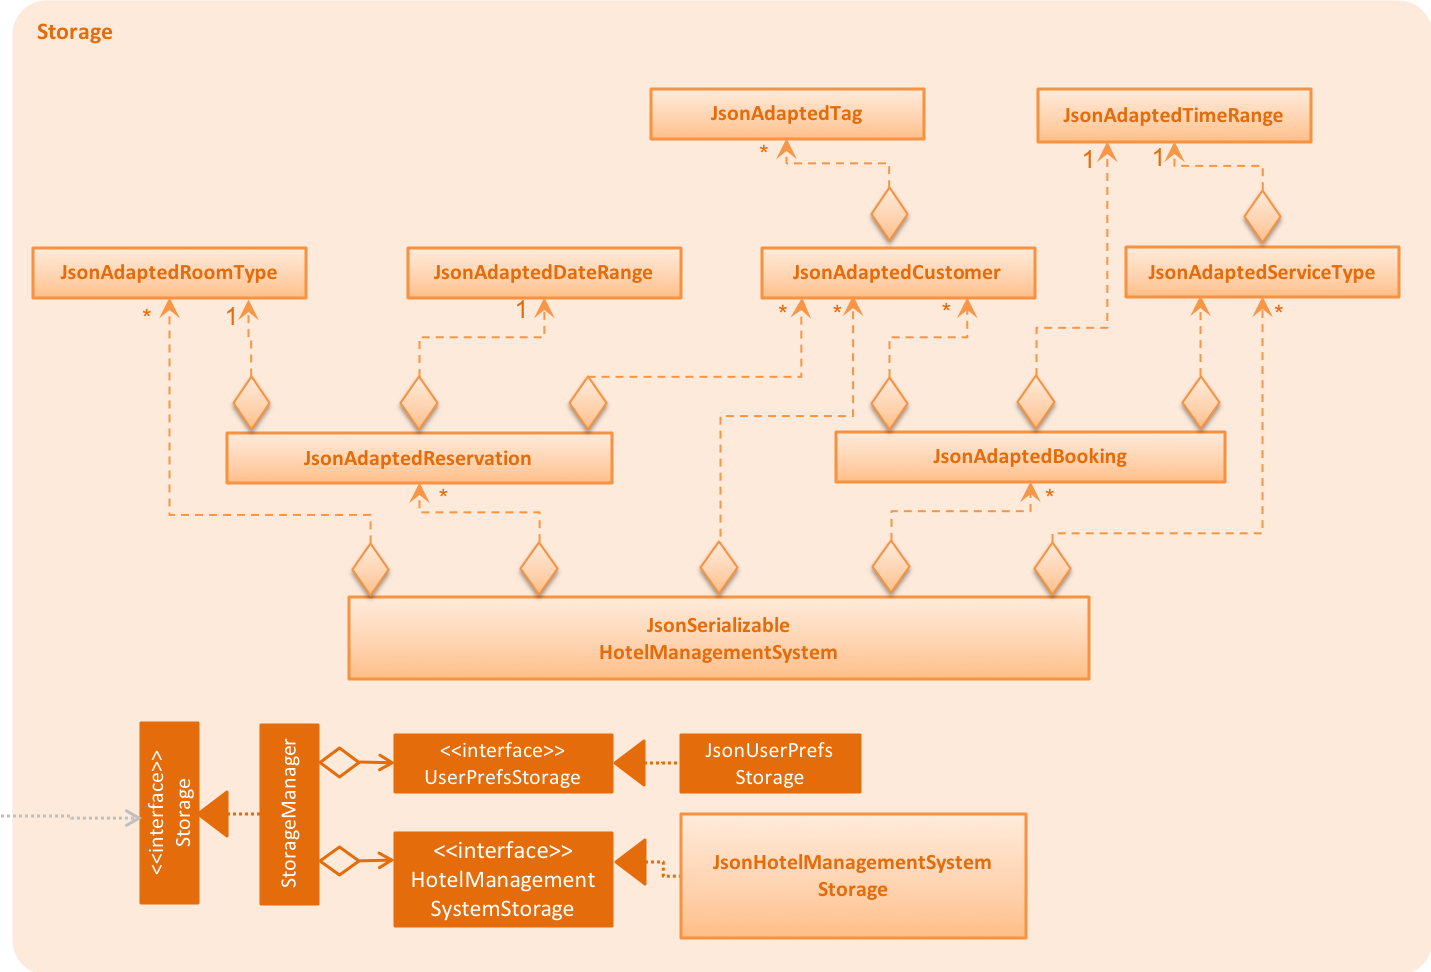 Storage
JsonAdaptedTag
JsonAdaptedTimeRange
*
1
1
JsonAdaptedRoomType
JsonAdaptedDateRange
JsonAdaptedCustomer
JsonAdaptedServiceType
*
1
1
*
*
*
*
JsonAdaptedReservation
JsonAdaptedBooking
*
*
JsonSerializable
HotelManagementSystem
<<interface>>
Storage
StorageManager
<<interface>>
UserPrefsStorage
JsonUserPrefs
Storage
<<interface>>
HotelManagement
SystemStorage
JsonHotelManagementSystem
Storage